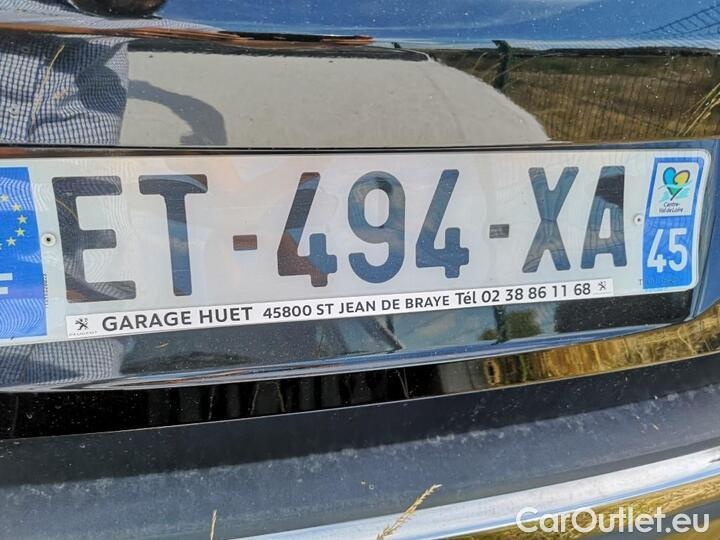 F
ET-494-XA
Centre-
Val de Loire
45
PEUGEOT GARAGE HUET 45800 ST JEAN DE BRAYE Tél 02 38 86 11 68
CarOutlet.eu